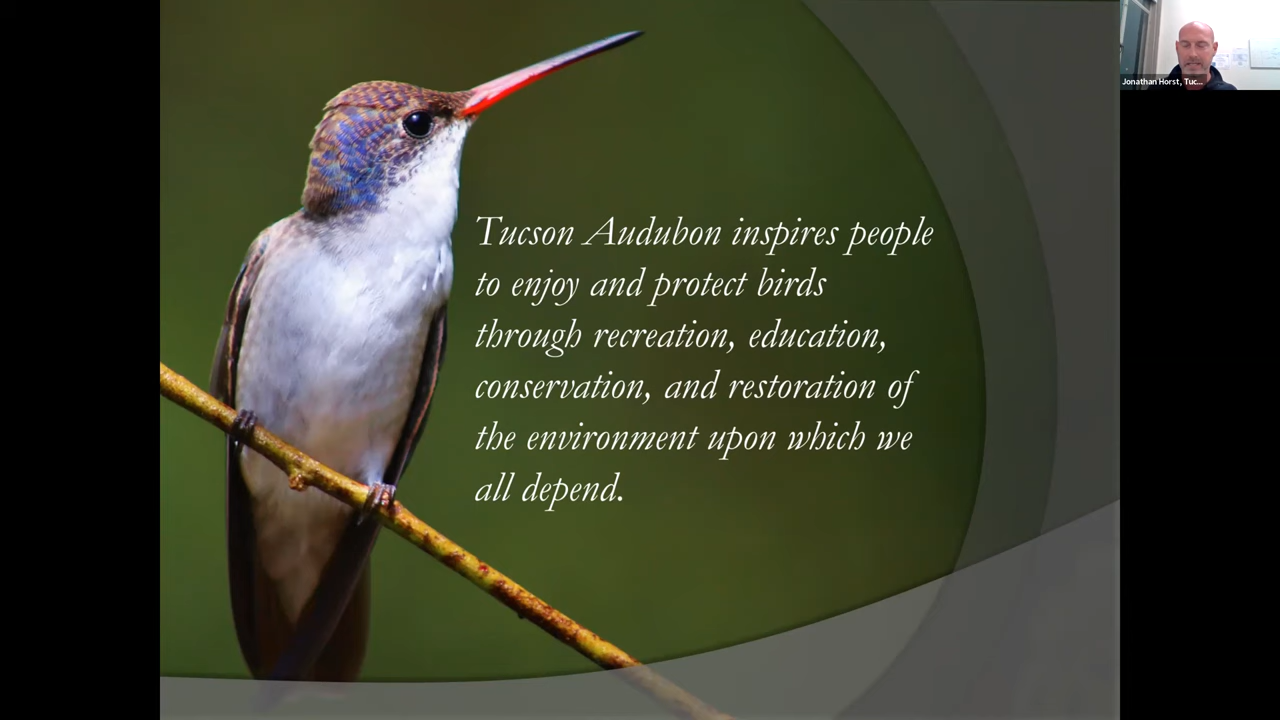 Jonathan Horst, Tuc...
Tucson Audubon inspires people
to enjoy and protect birds
through recreation, education,
conservation, and restoration of
the environment upon which we
all depend.